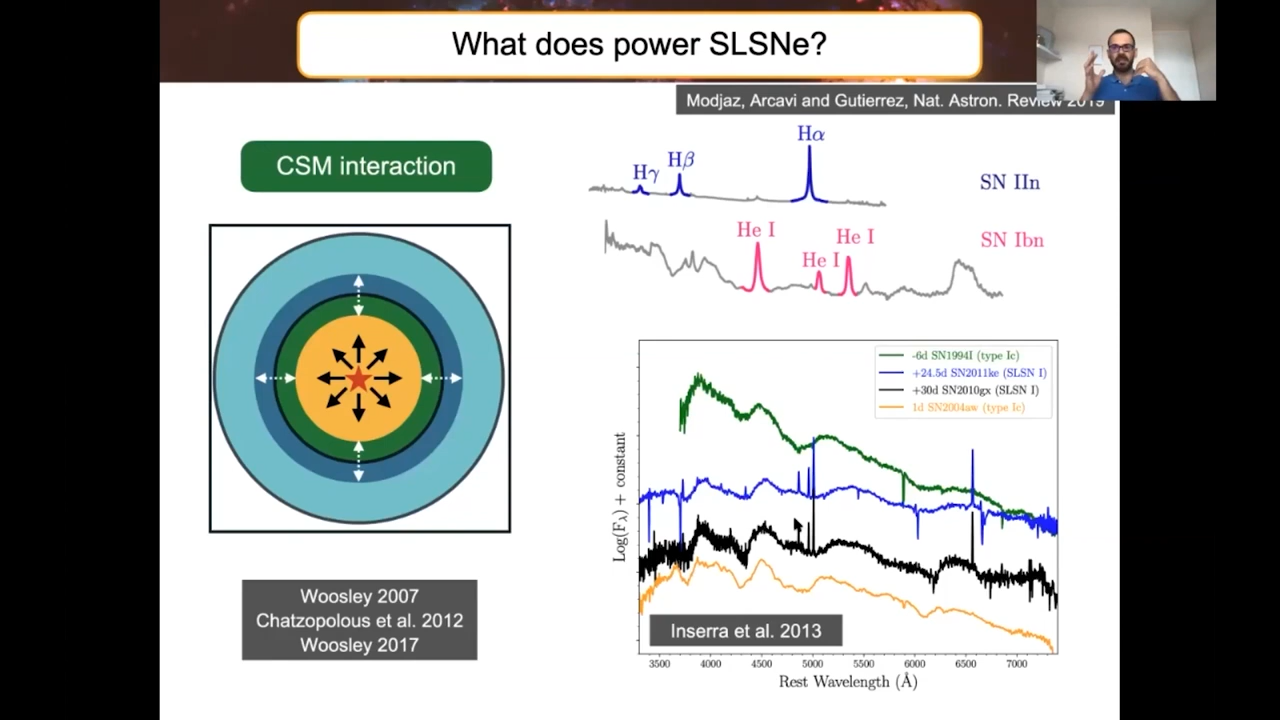 What does power SLSNe?
Modjaz, Arcavi and Gutierrez, Nat. Astron. Review 2019
CSM interaction
Hγ
Hβ
Hα
SN IIn
He I
He I
He I
SN Ibn
-6d SN1994I (type Ic)
+24.5d SN2011ke (SLSN I)
+30d SN2010gx (SLSN I)
1d SN2004aw (type Ic)
Log(Fλ) + constant
Inserra et al. 2013
3500 4000 4500 5000 5500 6000 6500 7000
Rest Wavelength (Å)
Woosley 2007
Chatzopolous et al. 2012
Woosley 2017